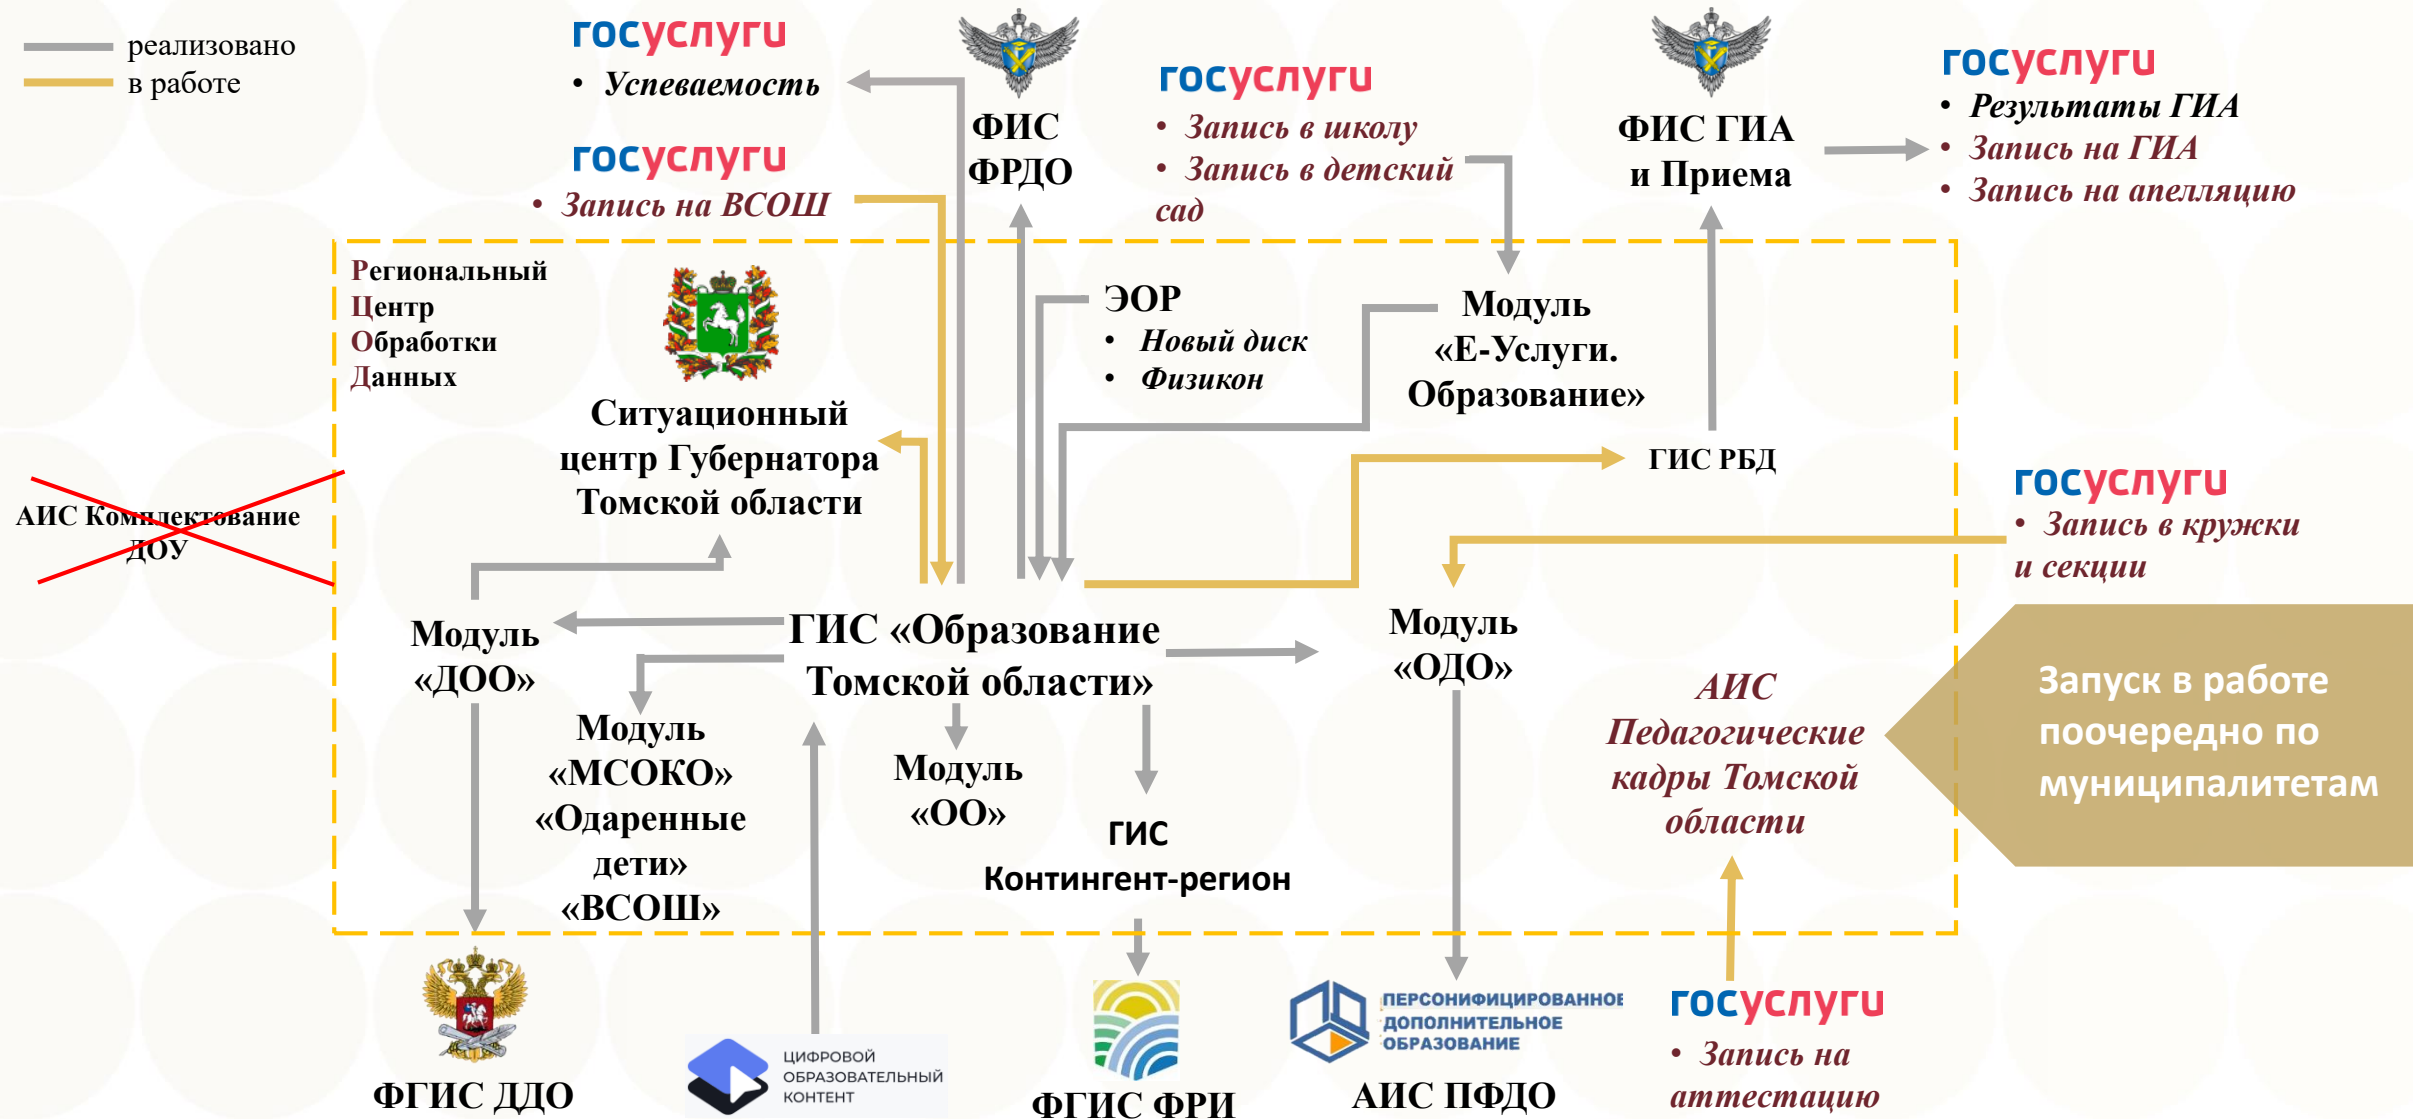 реализовано
в работе
госуслуги
• Успеваемость
госуслуги
• Запись на ВСОШ
ФИС
ФРДО
госуслуги
• Запись в школу
• Запись в детский
сад
ФИС ГИА
и Приема
госуслуги
• Результаты ГИА
• Запись на ГИА
• Запись на апелляцию
Региональный
Центр
Обработки
Данных
Ситуационный
центр Губернатора
Томской области
ЭОР
• Новый диск
• Физикон
Модуль
«Е-Услуги.
Образование»
ГИС РБД
госуслуги
• Запись в кружки
и секции
АИС Комплектование
ДОУ
Модуль
«ДОО»
ГИС «Образование
Томской области»
Модуль
«ОДО»
Модуль
«МСОКО»
«Одаренные
дети»
«ВСОШ»
Модуль
«ОО»
ГИС
Контингент-регион
АИС
Педагогические
кадры Томской
области
Запуск в работе
поочередно по
муниципалитетам
ФГИС ДДО
ЦИФРОВОЙ
ОБРАЗОВАТЕЛЬНЫЙ
КОНТЕНТ
ФГИС ФРИ
ПЕРСОНИФИЦИРОВАННОЕ
ДОПОЛНИТЕЛЬНОЕ
ОБРАЗОВАНИЕ
АИС ПФДО
госуслуги
• Запись на
аттестацию